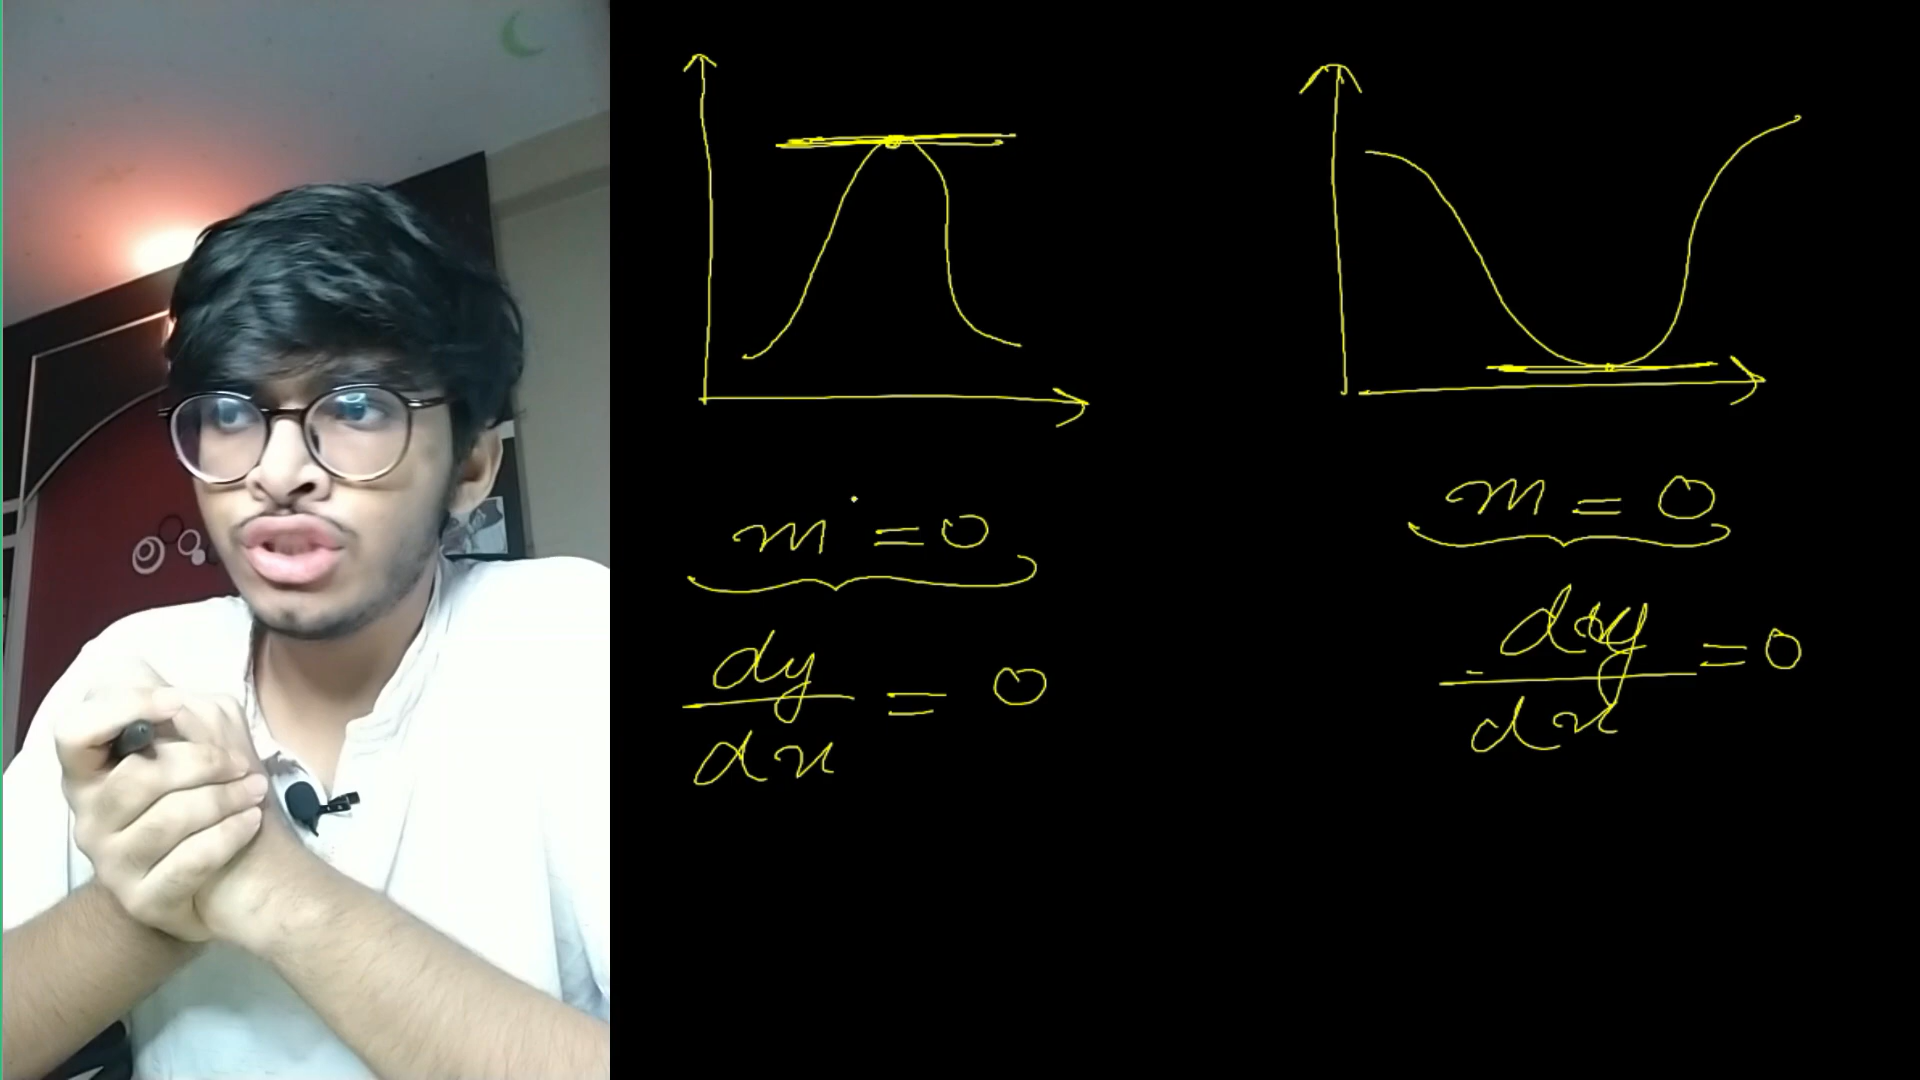 m = 0
dy
dx
= 0
m = 0
dy
dx
= 0